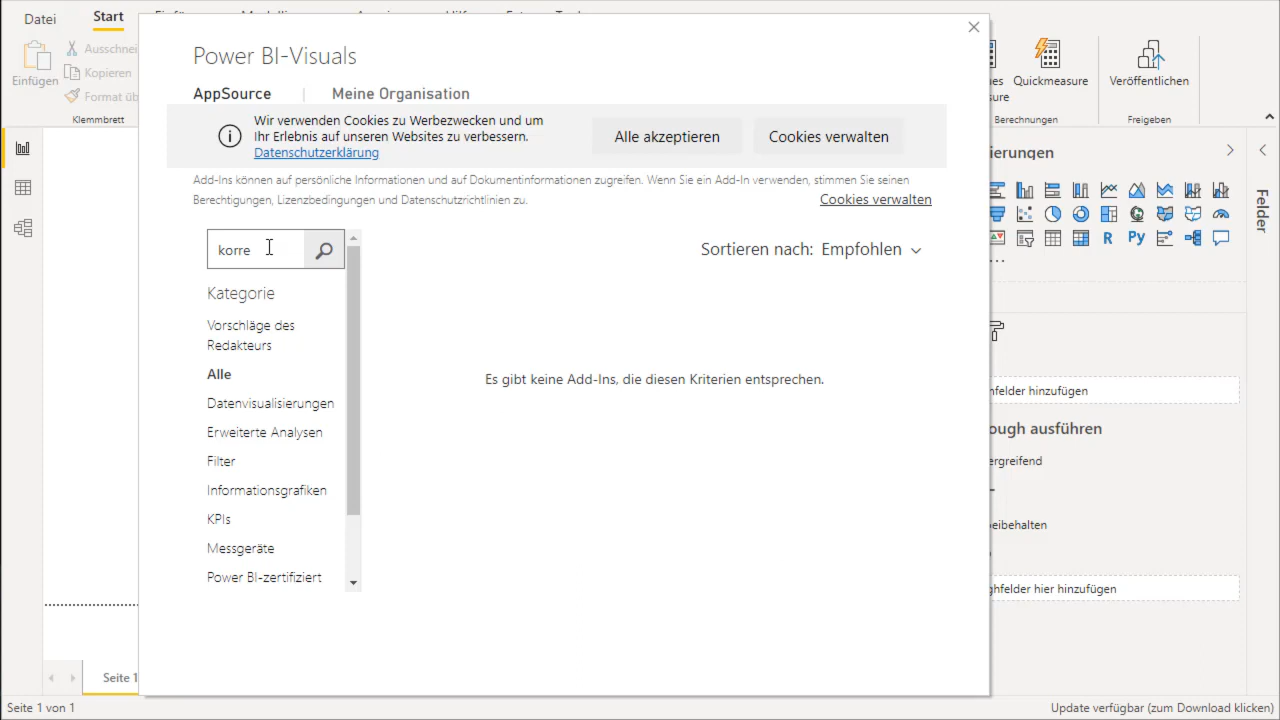 Datei
Start
Einfügen
Ausschnei
Kopieren
Format üb
Klemmbrett
Quickmeasure
Veröffentlichen
Berechnungen
Freigeben
Power BI-Visuals
AppSource
Meine Organisation
Wir verwenden Cookies zu Werbezwecken und um
Ihr Erlebnis auf unseren Websites zu verbessern.
Datenschutzerklärung
Alle akzeptieren
Cookies verwalten
Add-Ins können auf persönliche Informationen und auf Dokumentinformationen zugreifen. Wenn Sie ein Add-In verwenden, stimmen Sie seinen
Berechtigungen, Lizenzbedingungen und Datenschutzrichtlinien zu.
Cookies verwalten
korre
Sortieren nach: Empfohlen
Kategorie
Vorschläge des
Redakteurs
Alle
Datenvisualisierungen
Erweiterte Analysen
Filter
Informationsgrafiken
KPIs
Messgeräte
Power BI-zertifiziert
Es gibt keine Add-Ins, die diesen Kriterien entsprechen.
ierungen
Felder
R
Py
nfelder hinzufügen
ough ausführen
ergreifend
eibehalten
ghfelder hier hinzufügen
Seite 1
Seite 1 von 1
Update verfügbar (zum Download klicken)